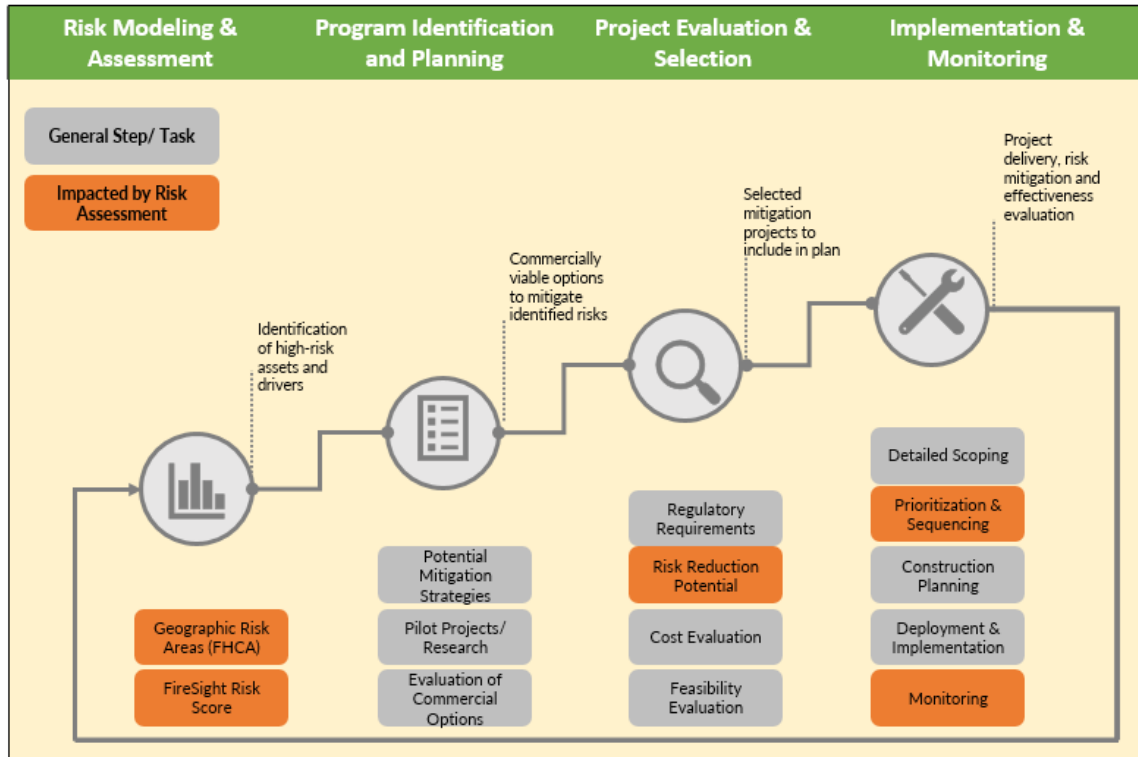 Risk Modeling &
Assessment
Program Identification
and Planning
Project Evaluation &
Selection
Implementation &
Monitoring
General Step/ Task
Impacted by Risk
Assessment
Identification
of high-risk
assets and
drivers
Commercially
viable options
to mitigate
identified risks
Selected
mitigation
projects to
include in plan
Project
delivery, risk
mitigation and
effectiveness
evaluation
Geographic Risk
Areas (FHCA)
FireSight Risk
Score
Potential
Mitigation
Strategies
Pilot Projects/
Research
Evaluation of
Commercial
Options
Regulatory
Requirements
Risk Reduction
Potential
Cost Evaluation
Feasibility
Evaluation
Detailed Scoping
Prioritization &
Sequencing
Construction
Planning
Deployment &
Implementation
Monitoring